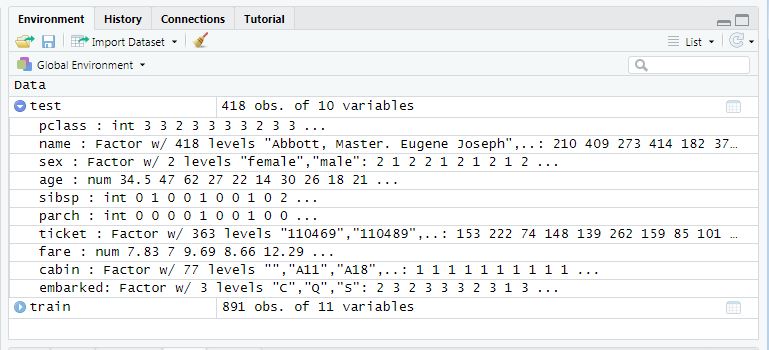 Environment History Connections Tutorial
Import Dataset List
Global Environment
Data
test 418 obs. of 10 variables
pclass : int 3 3 2 3 3 3 3 2 3 3 ...
name : Factor w/ 418 levels "Abbott, Master. Eugene Joseph",..: 210 409 273 414 182 37…
sex : Factor w/ 2 levels "female","male": 2 1 2 2 1 2 1 2 1 2 ...
age : num 34.5 47 62 27 22 14 30 26 18 21 ...
sibsp : int 0 1 0 0 1 0 0 1 0 2 ...
parch : int 0 0 0 0 1 0 0 1 0 0 ...
ticket : Factor w/ 363 levels "110469","110489",..: 153 222 74 148 139 262 159 85 101 …
fare : num 7.83 7 9.69 8.66 12.29 ...
cabin : Factor w/ 77 levels "","A11","A18",..: 1 1 1 1 1 1 1 1 1 1 ...
embarked: Factor w/ 3 levels "C","Q","S": 2 3 2 3 3 3 2 3 1 3 ...
train 891 obs. of 11 variables